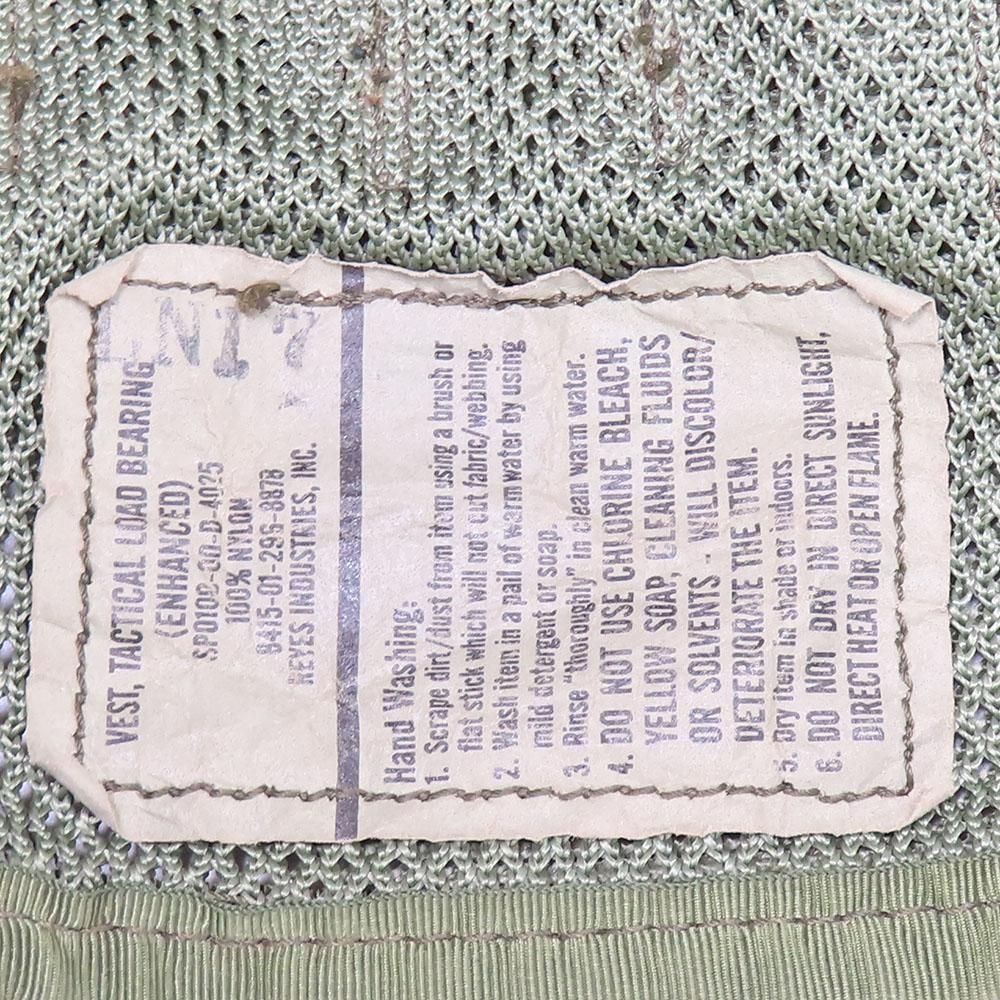 VEST, TACTICAL LOAD BEARING
(ENHANCED)
SPO100-00-D-4025
100% NYLON
8415-01-295-8878
REYES INDUSTRIES, INC.
Hand Washing:
1. Scrape dirt/dust from item using a brush or
flat stick which will not cut fabric/webbing.
2. Wash item in a pail of warm water by using
mild detergent or soap.
3. Rinse "thoroughly" in clean warm water.
4. DO NOT USE CHLORINE BLEACH,
YELLOW SOAP, CLEANING FLUIDS
OR SOLVENTS - WILL DISCOLOR/
DETERIORATE THE ITEM.
5. Dry item in shade or indoors.
6. DO NOT DRY IN DIRECT SUNLIGHT,
DIRECT HEAT OR OPEN FLAME.